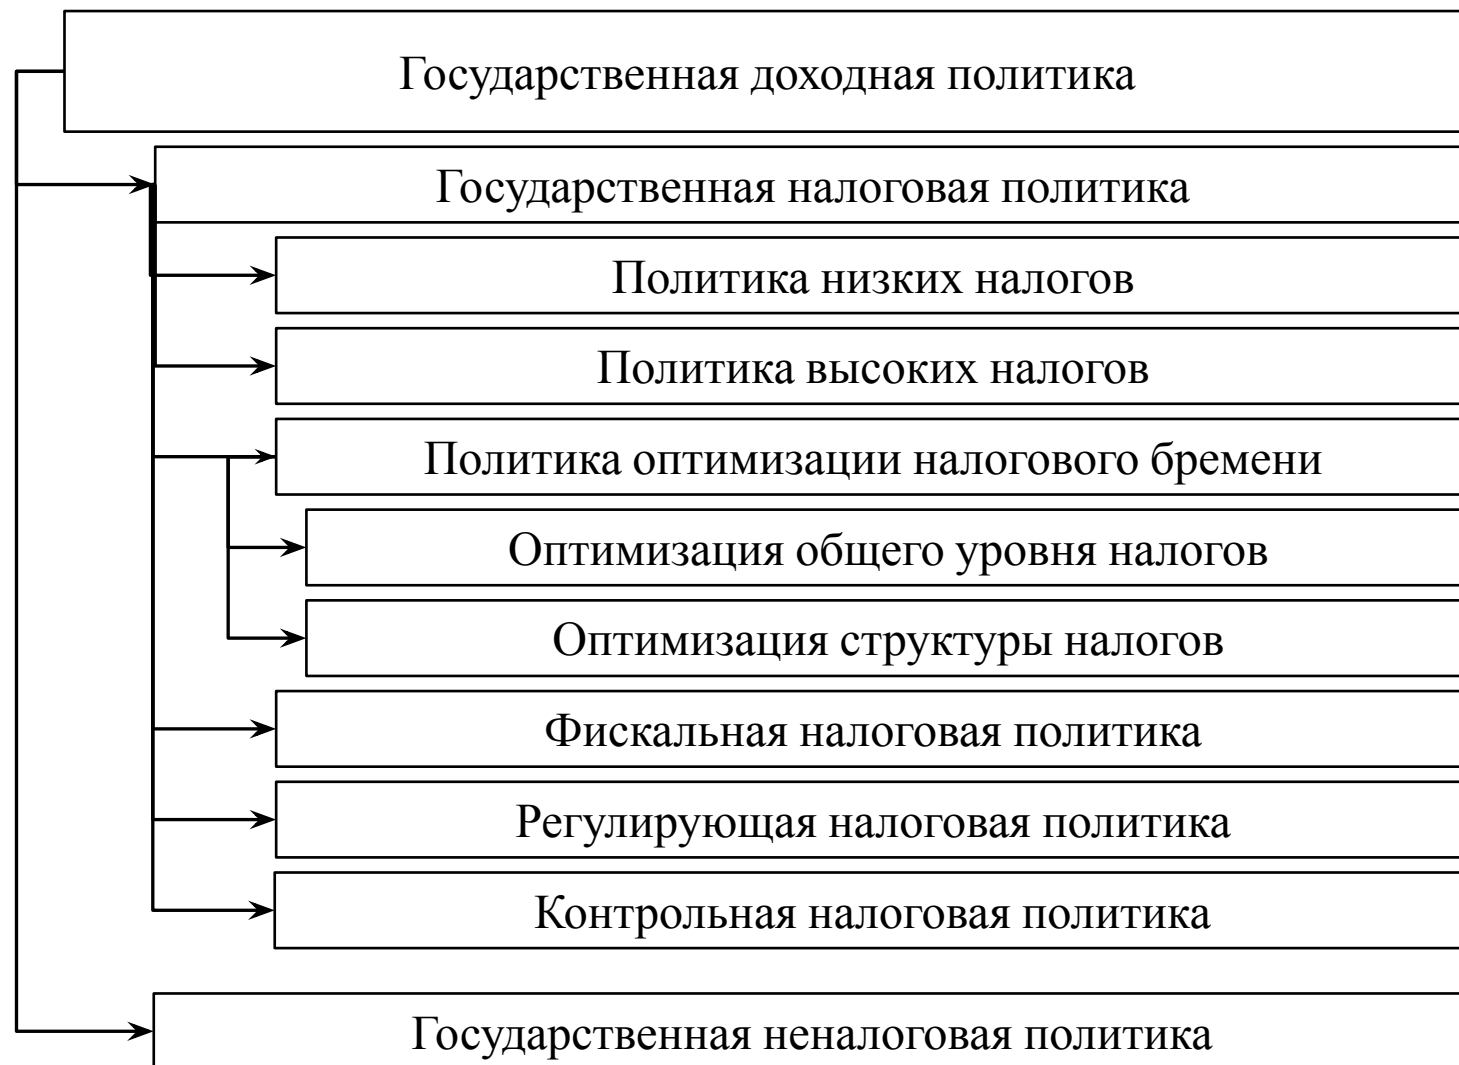 Государственная доходная политика
Государственная налоговая политика
Политика низких налогов
Политика высоких налогов
Политика оптимизации налогового бремени
Оптимизация общего уровня налогов
Оптимизация структуры налогов
Фискальная налоговая политика
Регулирующая налоговая политика
Контрольная налоговая политика
Государственная неналоговая политика